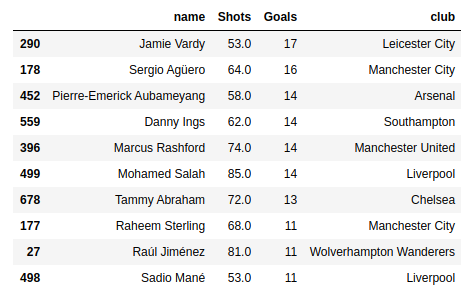 name Shots Goals club
290 Jamie Vardy 53.0 17 Leicester City
178 Sergio Agüero 64.0 16 Manchester City
452 Pierre-Emerick Aubameyang 58.0 14 Arsenal
559 Danny Ings 62.0 14 Southampton
396 Marcus Rashford 74.0 14 Manchester United
499 Mohamed Salah 85.0 14 Liverpool
678 Tammy Abraham 72.0 13 Chelsea
177 Raheem Sterling 68.0 11 Manchester City
27 Raúl Jiménez 81.0 11 Wolverhampton Wanderers
498 Sadio Mané 53.0 11 Liverpool